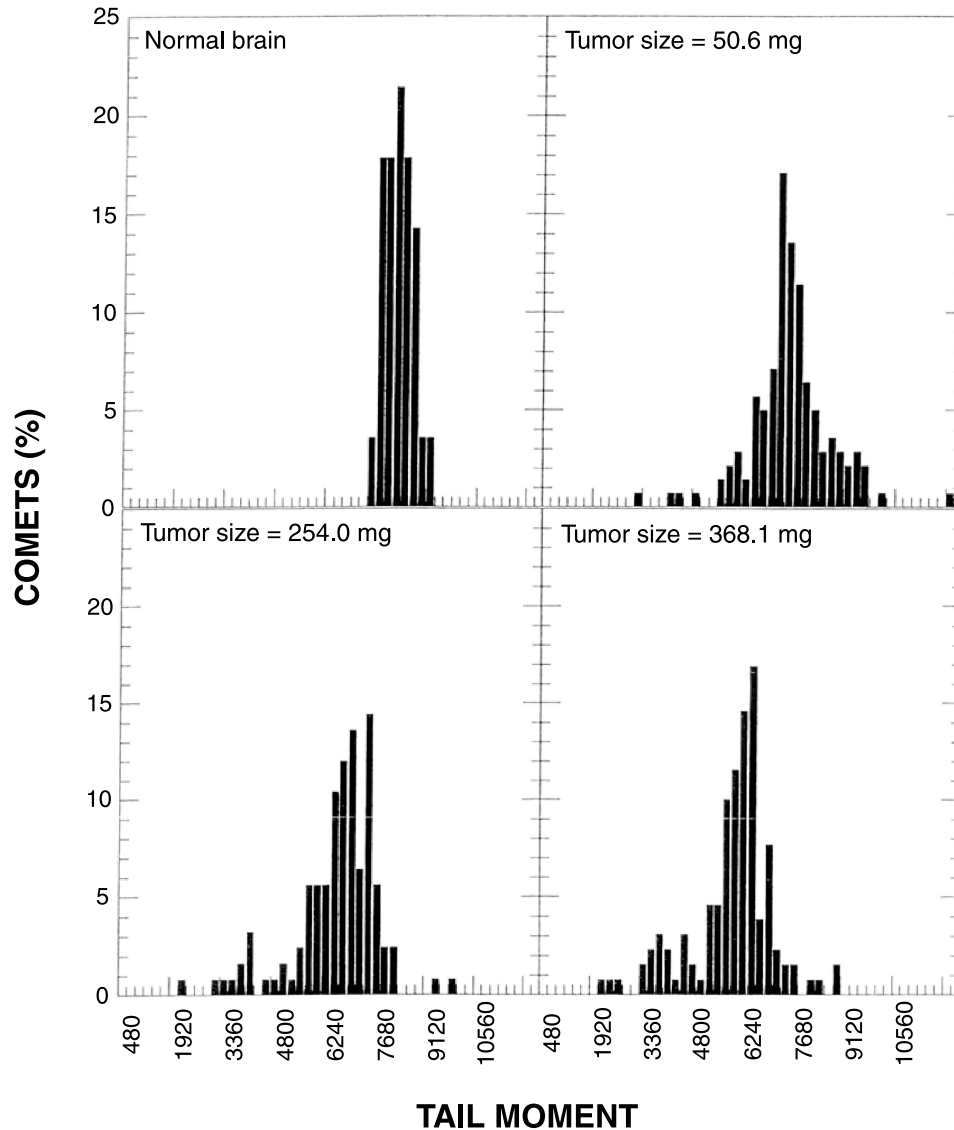 25
20
15
10
5
0
Normal brain
Tumor size = 50.6 mg
COMETS (%)
20
15
10
5
0
Tumor size = 254.0 mg
Tumor size = 368.1 mg
480 1920 3360 4800 6240 7680 9120 10560
480 1920 3360 4800 6240 7680 9120 10560
TAIL MOMENT